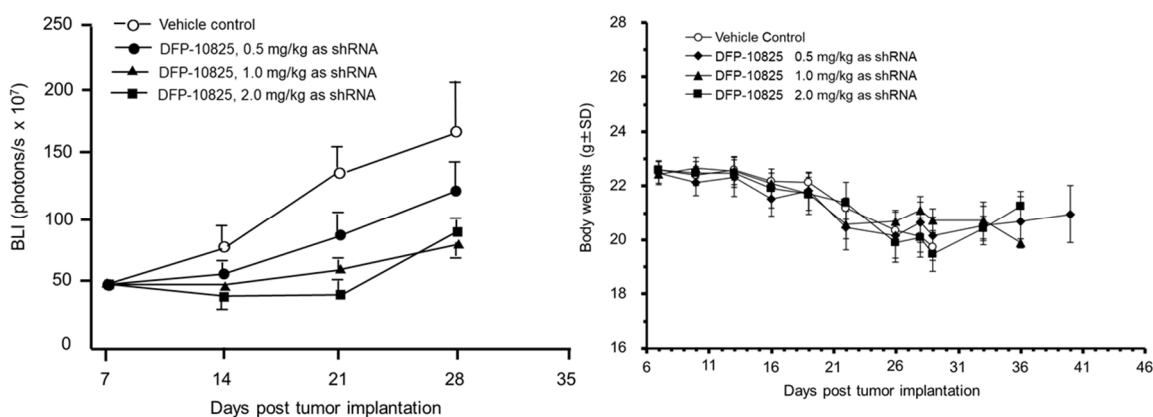 250
200
150
100
50
0
BLI (photons/s x 10⁷)
Vehicle control
DFP-10825, 0.5 mg/kg as shRNA
DFP-10825, 1.0 mg/kg as shRNA
DFP-10825, 2.0 mg/kg as shRNA
7 14 21 28 35
Days post tumor implantation
28
26
24
22
20
18
16
Body weights (g±SD)
Vehicle Control
DFP-10825 0.5 mg/kg as shRNA
DFP-10825 1.0 mg/kg as shRNA
DFP-10825 2.0 mg/kg as shRNA
6 11 16 21 26 31 36 41 46
Days post tumor implantation